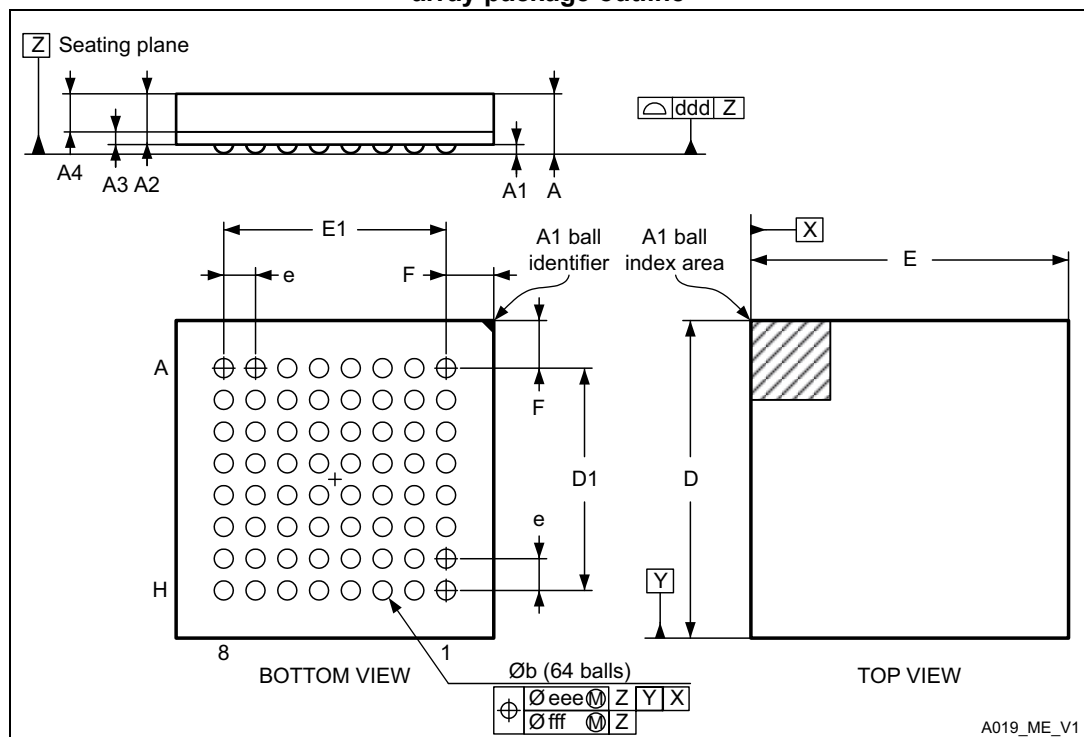 array package outline
Z Seating plane
ddd Z
A4 A3 A2 A1 A
E1
A1 ball
identifier
A1 ball
index area
X
e
F
E
A
F
D1
D
e
H
Y
8
1
BOTTOM VIEW
Øb (64 balls)
TOP VIEW
Ø eee M Z Y X
Ø fff M Z
A019_ME_V1